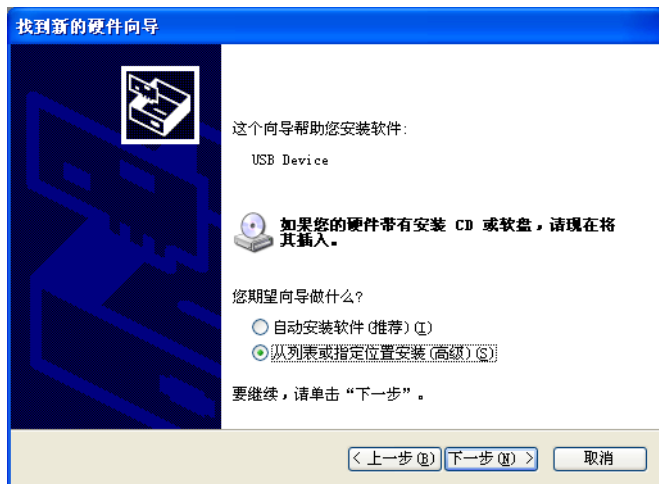 找到新的硬件向导
这个向导帮助您安装软件:
USB Device
如果您的硬件带有安装 CD 或软盘，请现在将
其插入。
您期望向导做什么?
自动安装软件(推荐)(I)
从列表或指定位置安装(高级)(S)
要继续，请单击“下一步”。
< 上一步(B) 下一步(N) > 取消